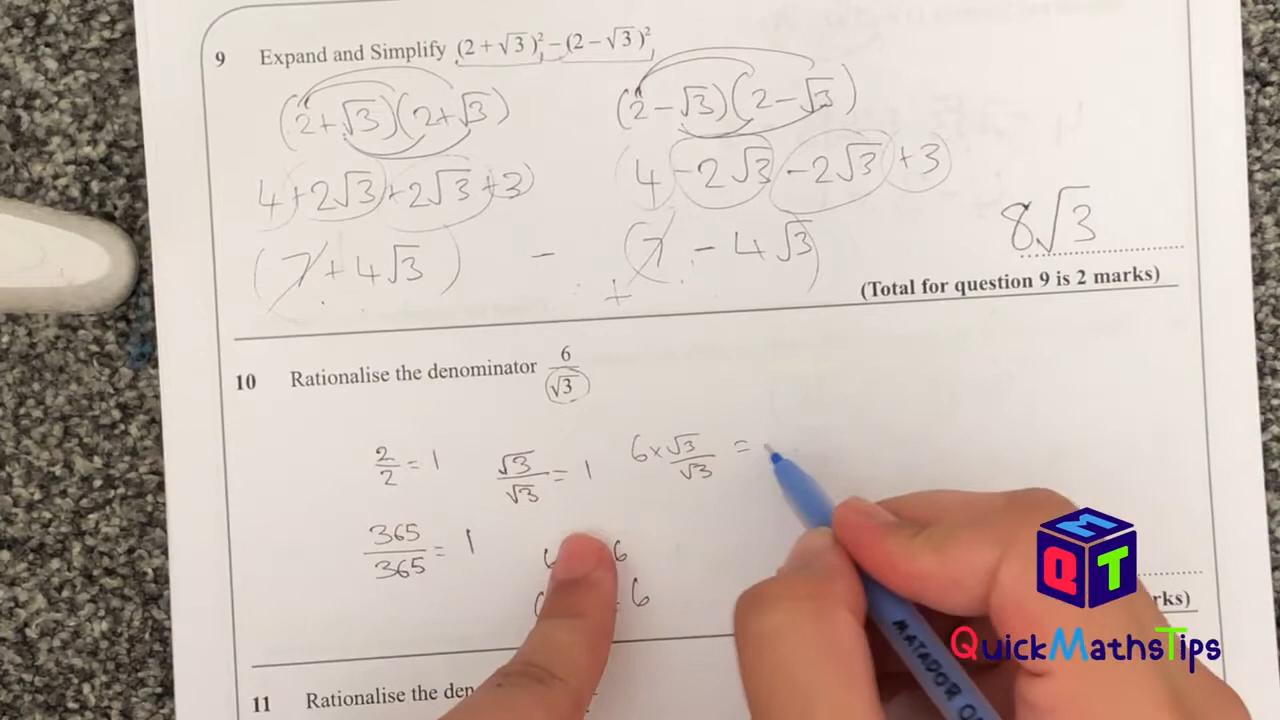 9 Expand and Simplify (2 + √3)² − (2 − √3)²
(2+√3)(2+√3) (2−√3)(2−√3)
4+2√3+2√3+3) 4 −2√3 −2√3 +3
(7+4√3) − (7 − 4√3)
+
8√3
(Total for question 9 is 2 marks)
10 Rationalise the denominator 6/√3
2/2 = 1 √3/√3 = 1 6×√3/√3 =
365/365 = 1
6
6
rks)
11 Rationalise the
MQT
QuickMathsTips
MATADOR